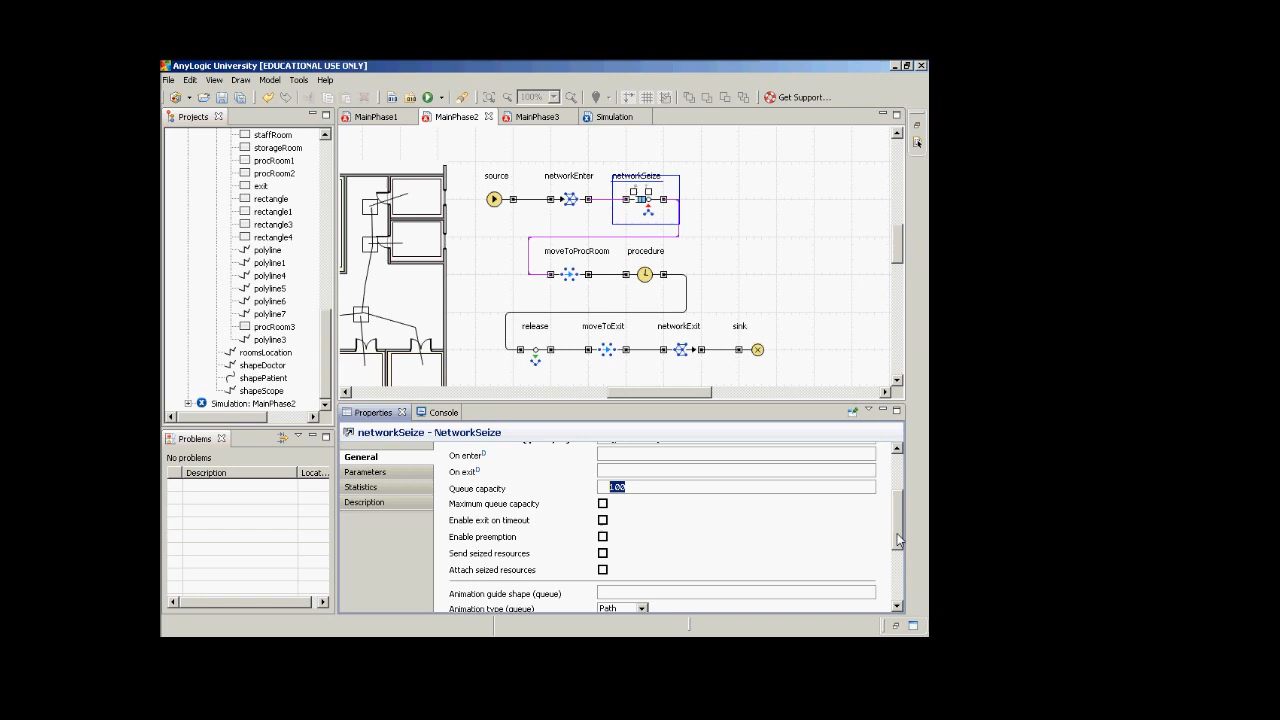 AnyLogic University [EDUCATIONAL USE ONLY]
File Edit View Draw Model Tools Help
100% Get Support...
Projects
MainPhase1 MainPhase2 MainPhase3 Simulation
staffRoom
storageRoom
procRoom1
procRoom2
exit
rectangle
rectangle1
rectangle3
rectangle4
polyline
polyline1
polyline4
polyline5
polyline6
polyline7
procRoom3
polyline3
roomsLocation
shapeDoctor
shapePatient
shapeScope
Simulation: MainPhase2
source networkEnter networkSeize
moveToProcRoom procedure
release moveToExit networkExit sink
Problems
No problems
Description Locat...
Properties Console
networkSeize - NetworkSeize
General
Parameters
Statistics
Description
On enterD
On exitD
Queue capacity 100
Maximum queue capacity
Enable exit on timeout
Enable preemption
Send seized resources
Attach seized resources
Animation guide shape (queue)
Animation type (queue) Path